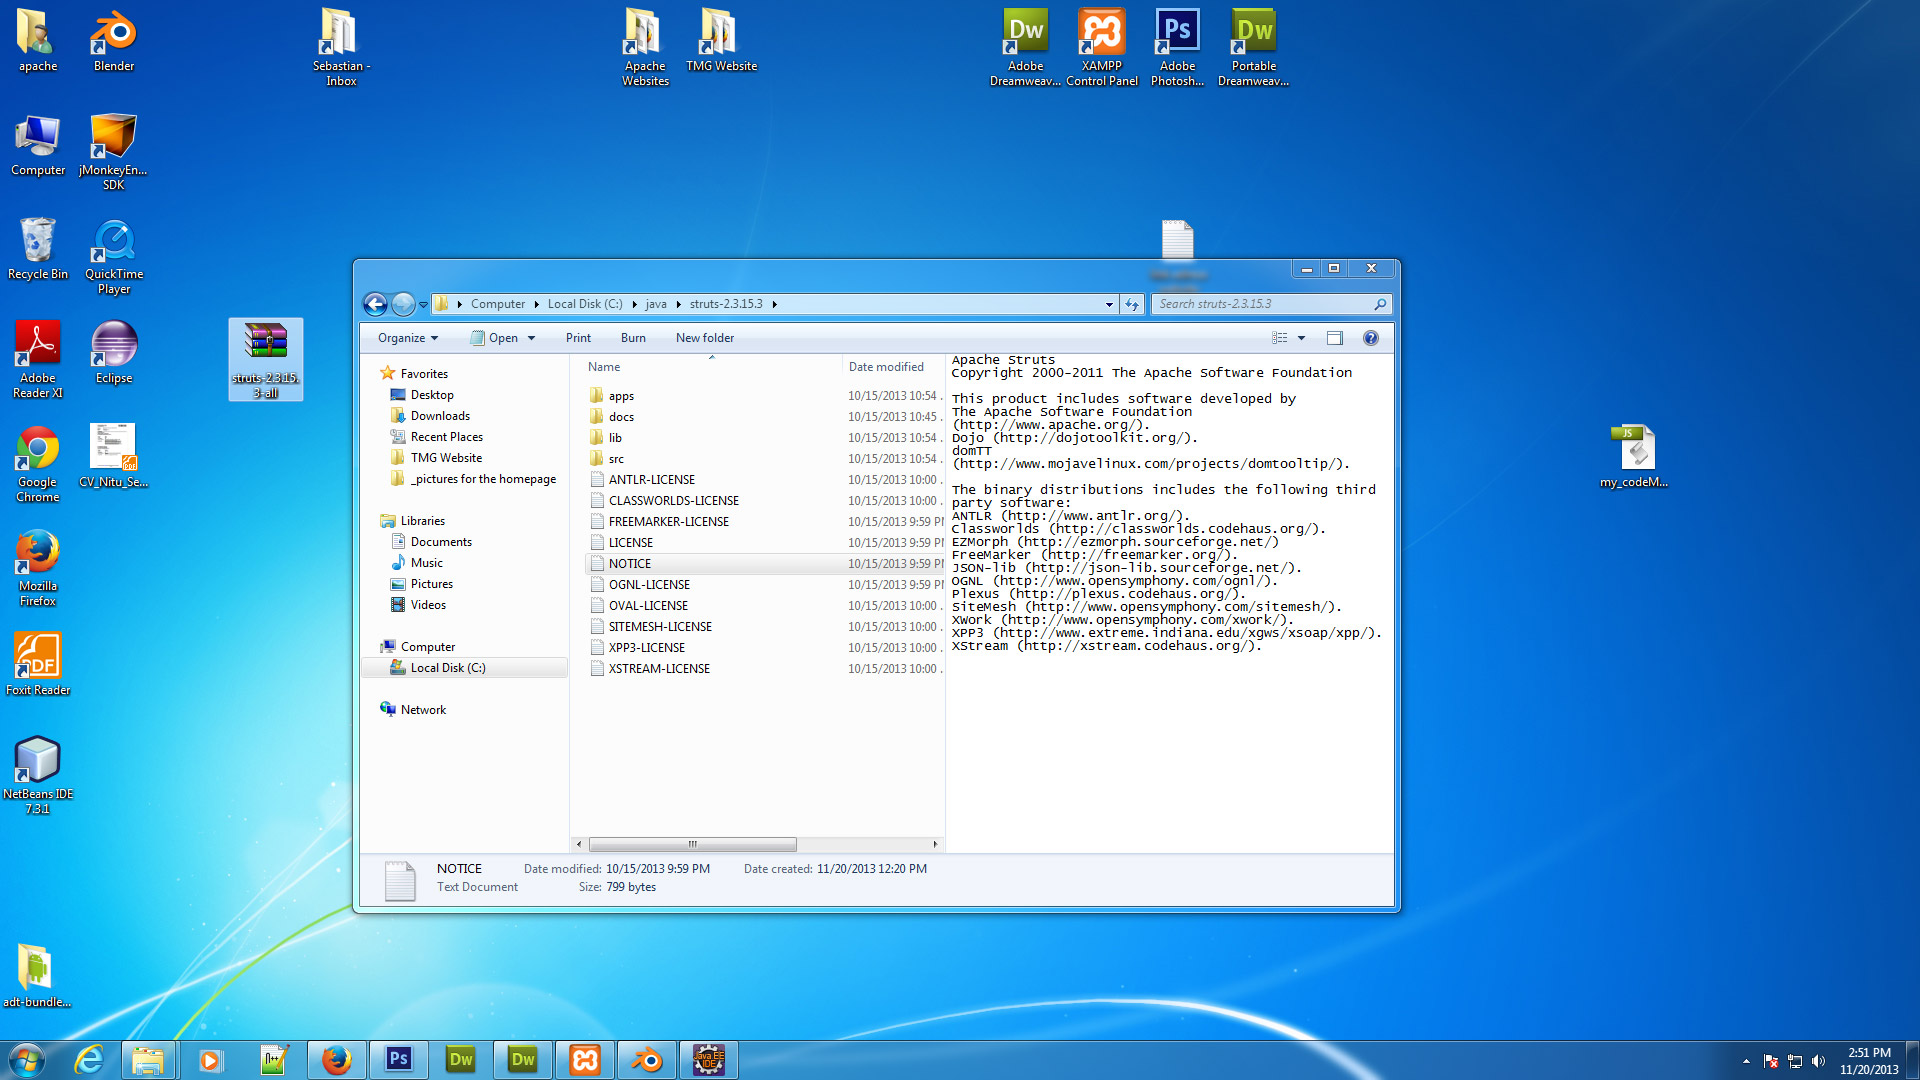 apache
Blender
Sebastian -
Inbox
Apache
Websites
TMG Website
Dw
Adobe
Dreamweav...
XAMPP
Control Panel
Ps
Adobe
Photosh...
Dw
Portable
Dreamweav...
Computer
jMonkeyEn...
SDK
Recycle Bin
QuickTime
Player
Adobe
Reader XI
Eclipse
struts-2.3.15.
3-all
Google
Chrome
PDF
CV_Nitu_Se...
Mozilla
Firefox
PDF
Foxit Reader
NetBeans IDE
7.3.1
adt-bundle...
JS
my_codeM...
Computer
Local Disk (C:)
java
struts-2.3.15.3
Search struts-2.3.15.3
Organize
Open
Print
Burn
New folder
Favorites
Desktop
Downloads
Recent Places
TMG Website
_pictures for the homepage
Libraries
Documents
Music
Pictures
Videos
Computer
Local Disk (C:)
Network
Name Date modified
apps 10/15/2013 10:54 .
docs 10/15/2013 10:45 .
lib 10/15/2013 10:54 .
src 10/15/2013 10:54 .
ANTLR-LICENSE 10/15/2013 10:00 .
CLASSWORLDS-LICENSE 10/15/2013 10:00 .
FREEMARKER-LICENSE 10/15/2013 9:59 PM
LICENSE 10/15/2013 9:59 PM
NOTICE 10/15/2013 9:59 PM
OGNL-LICENSE 10/15/2013 9:59 PM
OVAL-LICENSE 10/15/2013 10:00 .
SITEMESH-LICENSE 10/15/2013 10:00 .
XPP3-LICENSE 10/15/2013 10:00 .
XSTREAM-LICENSE 10/15/2013 10:00 .
Apache Struts
Copyright 2000-2011 The Apache Software Foundation
This product includes software developed by
The Apache Software Foundation
(http://www.apache.org/).
Dojo (http://dojotoolkit.org/).
domTT
(http://www.mojavelinux.com/projects/domtooltip/).
The binary distributions includes the following third
party software:
ANTLR (http://www.antlr.org/).
Classworlds (http://classworlds.codehaus.org/).
EZMorph (http://ezmorph.sourceforge.net/)
FreeMarker (http://freemarker.org/).
JSON-lib (http://json-lib.sourceforge.net/).
OGNL (http://www.opensymphony.com/ognl/).
Plexus (http://plexus.codehaus.org/).
SiteMesh (http://www.opensymphony.com/sitemesh/).
XWork (http://www.opensymphony.com/xwork/).
XPP3 (http://www.extreme.indiana.edu/xgws/xsoap/xpp/).
XStream (http://xstream.codehaus.org/).
NOTICE Date modified: 10/15/2013 9:59 PM Date created: 11/20/2013 12:20 PM
Text Document Size: 799 bytes
Ps
Dw
Dw
Java EE
IDE
2:51 PM
11/20/2013